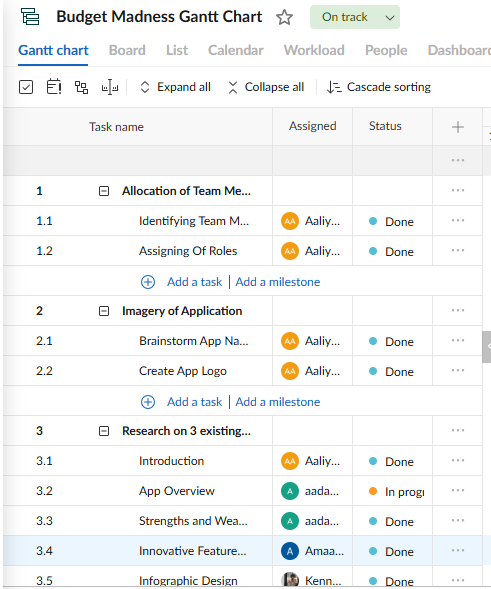 Budget Madness Gantt Chart On track
Gantt chart Board List Calendar Workload People Dashboard
Expand all Collapse all Cascade sorting
Task name Assigned Status
1 Allocation of Team Me...
1.1 Identifying Team M... AA Aaliy... Done
1.2 Assigning Of Roles AA Aaliy... Done
Add a task | Add a milestone
2 Imagery of Application
2.1 Brainstorm App Na... AA Aaliy... Done
2.2 Create App Logo AA Aaliy... Done
Add a task | Add a milestone
3 Research on 3 existing...
3.1 Introduction AA Aaliy... Done
3.2 App Overview A aada... In progr
3.3 Strengths and Wea... A aada... Done
3.4 Innovative Feature... A Amaa... Done
3.5 Infographic Design Kenn... Done